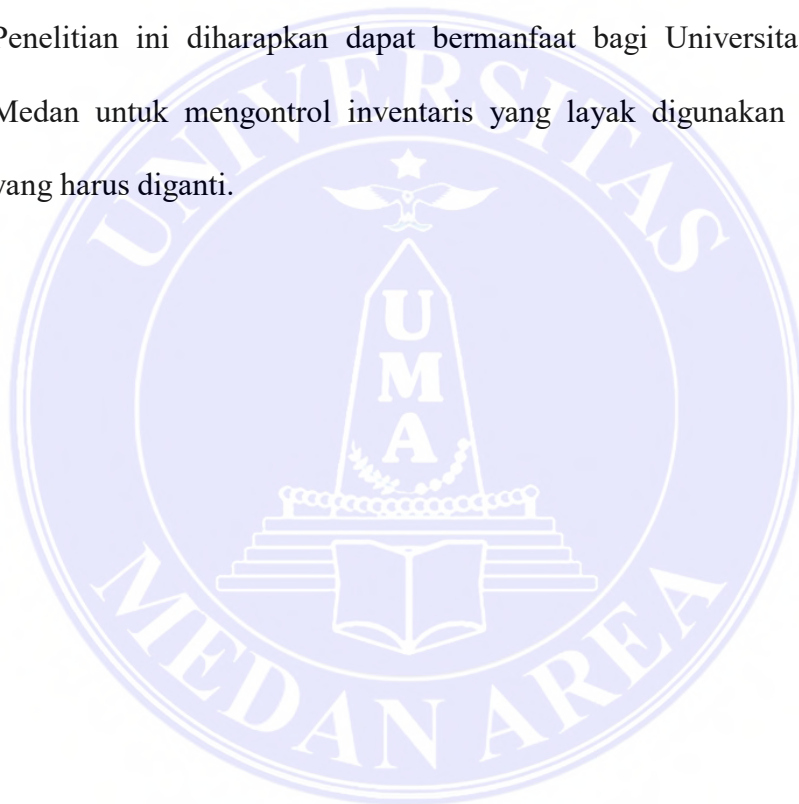 Penelitian ini diharapkan dapat bermanfaat bagi Universita
Medan untuk mengontrol inventaris yang layak digunakan
yang harus diganti.
UNIVERSITAS
UMA
MEDAN AREA